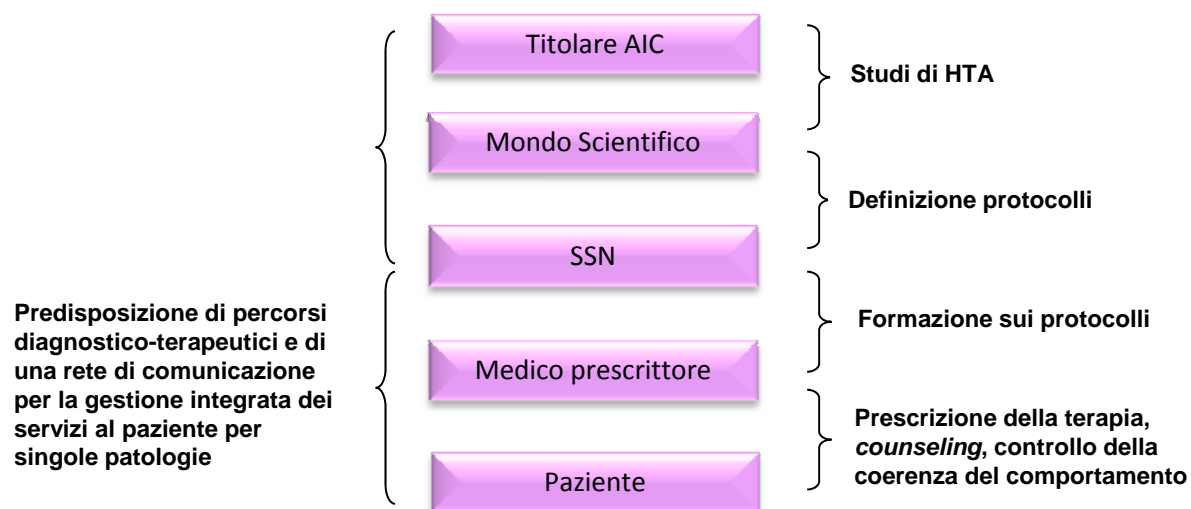 Titolare AIC
Studi di HTA
Mondo Scientifico
Definizione protocolli
SSN
Predisposizione di percorsi
diagnostico-terapeutici e di
una rete di comunicazione
per la gestione integrata dei
servizi al paziente per
singole patologie
Formazione sui protocolli
Medico prescrittore
Prescrizione della terapia,
counseling, controllo della
coerenza del comportamento
Paziente